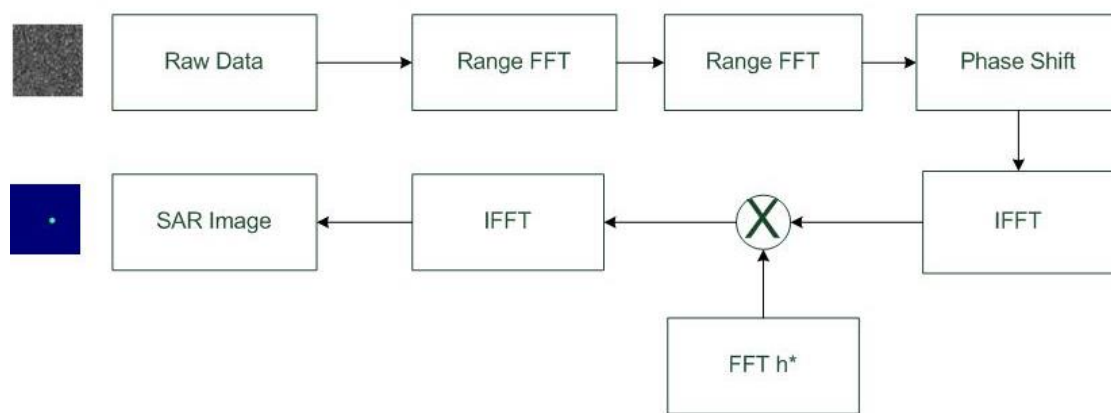 Raw Data
Range FFT
Range FFT
Phase Shift
SAR Image
IFFT
X
IFFT
FFT h*